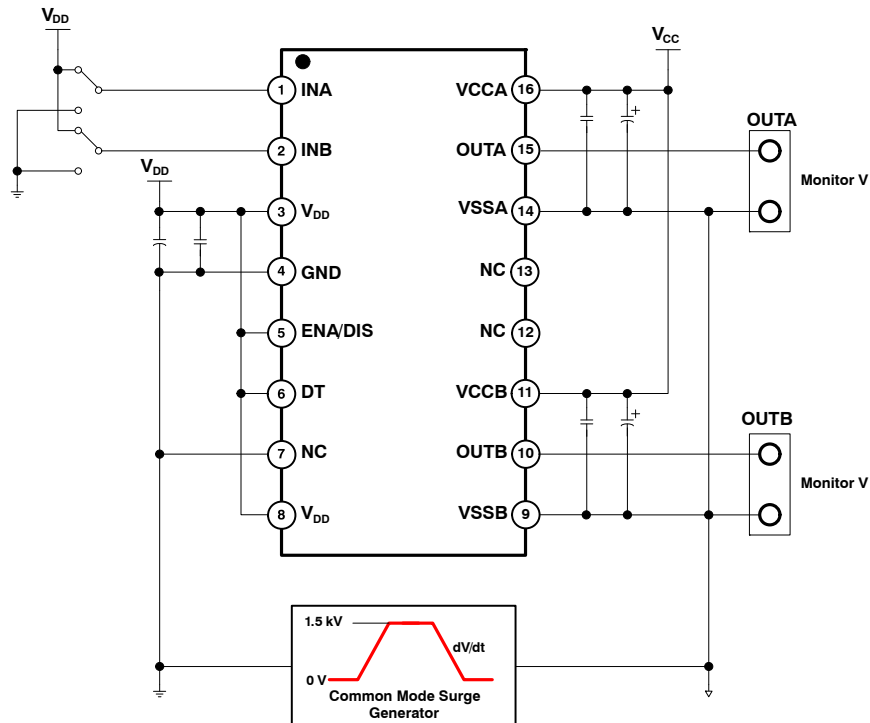 VDD
VCC
1 INA
VCCA 16
OUTA
2 INB
OUTA 15
Monitor V
VDD
3 VDD
VSSA 14
4 GND
NC 13
5 ENA/DIS
NC 12
6 DT
VCCB 11
OUTB
7 NC
OUTB 10
Monitor V
8 VDD
VSSB 9
1.5 kV
dV/dt
0 V
Common Mode Surge
Generator